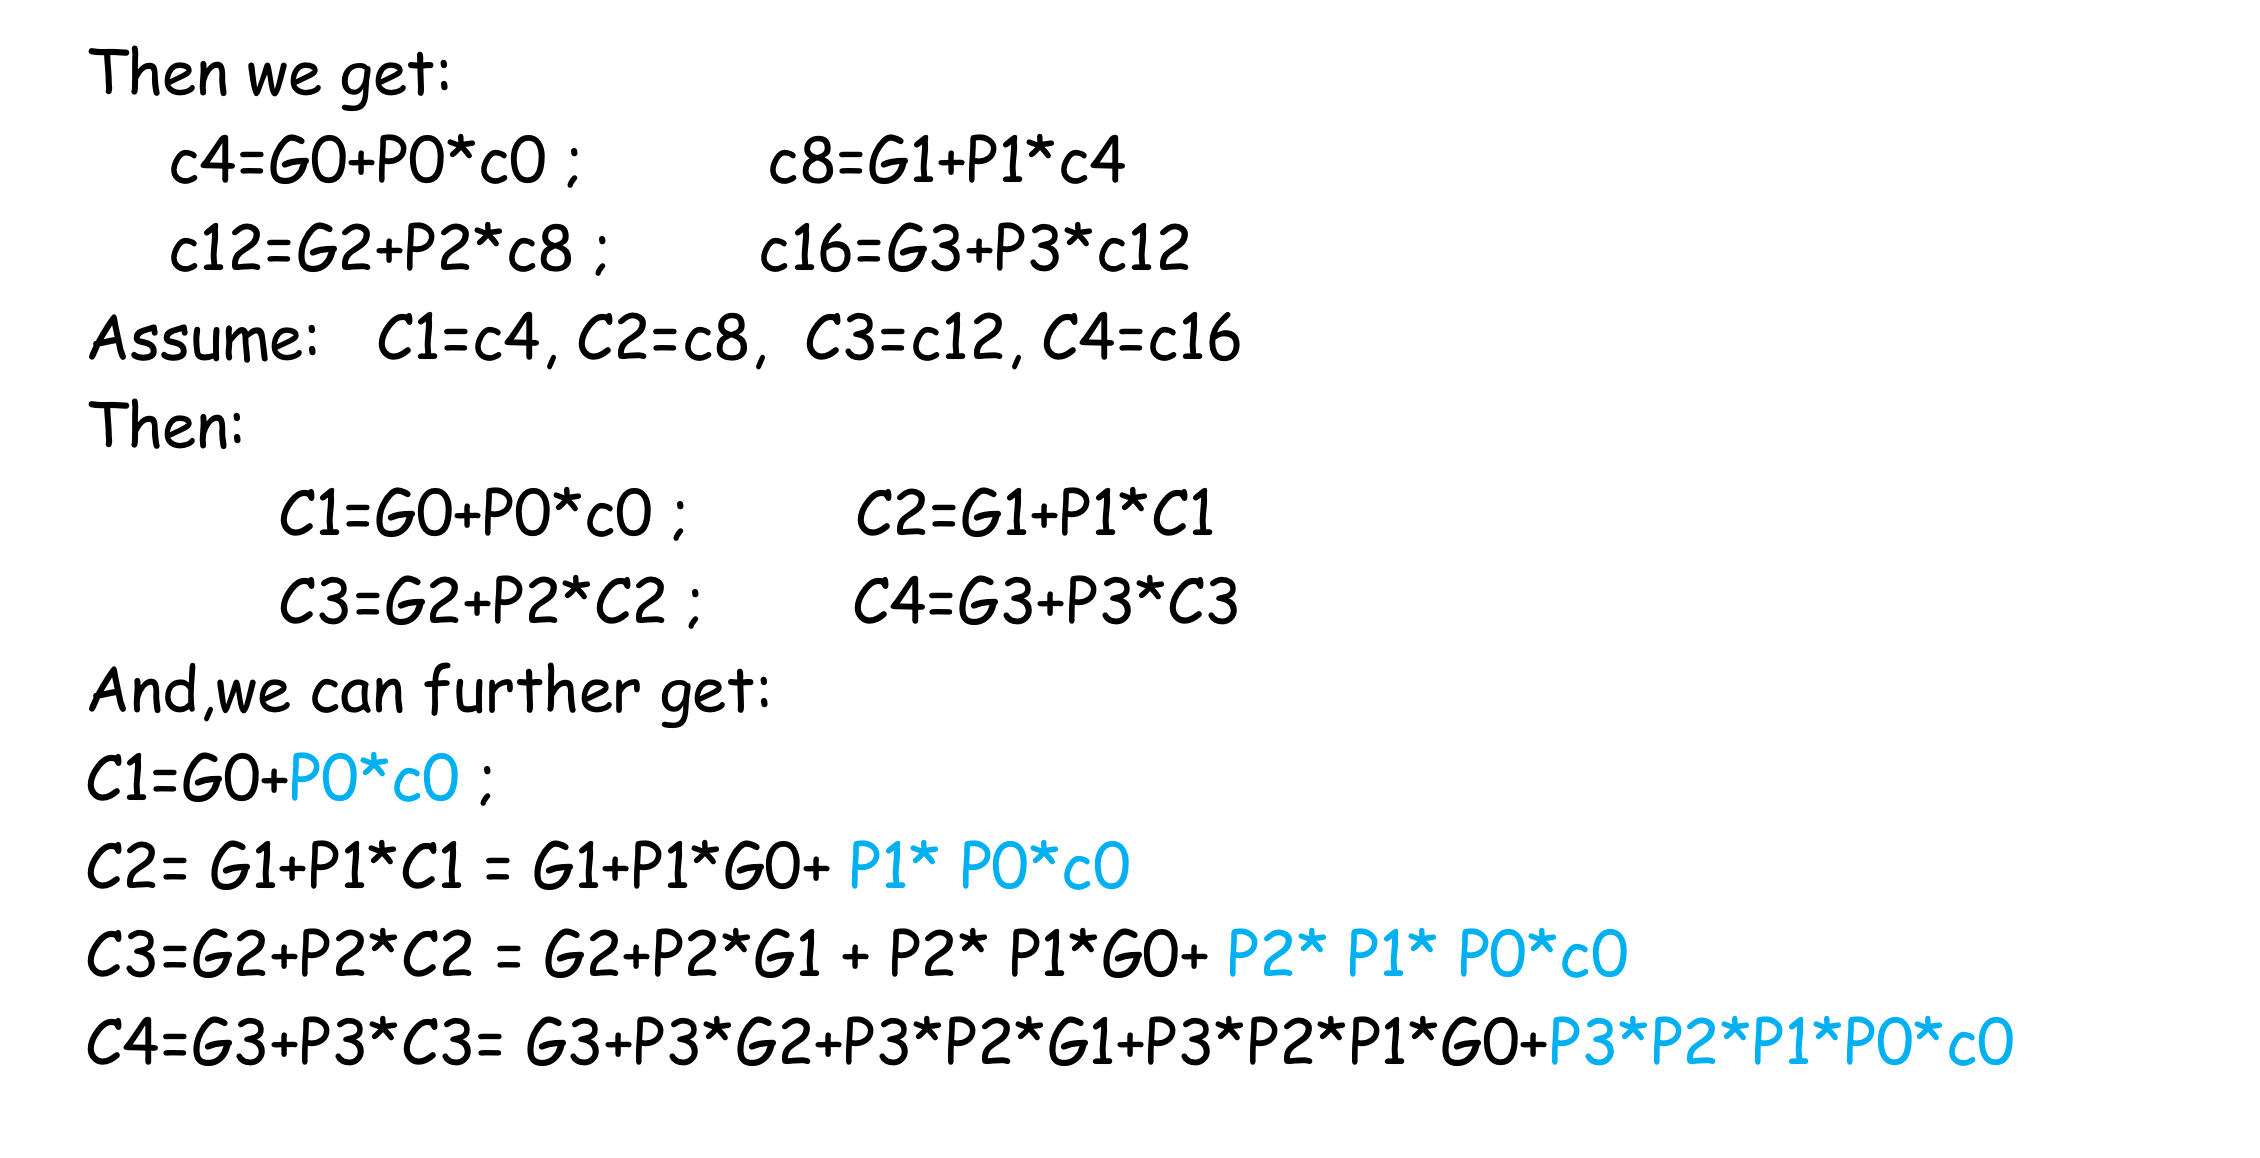 Then we get:
c4=G0+P0*c0 ; c8=G1+P1*c4
c12=G2+P2*c8 ; c16=G3+P3*c12
Assume: C1=c4, C2=c8, C3=c12, C4=c16
Then:
C1=G0+P0*c0 ; C2=G1+P1*C1
C3=G2+P2*C2 ; C4=G3+P3*C3
And,we can further get:
C1=G0+P0*c0 ;
C2= G1+P1*C1 = G1+P1*G0+ P1* P0*c0
C3=G2+P2*C2 = G2+P2*G1 + P2* P1*G0+ P2* P1* P0*c0
C4=G3+P3*C3= G3+P3*G2+P3*P2*G1+P3*P2*P1*G0+P3*P2*P1*P0*c0